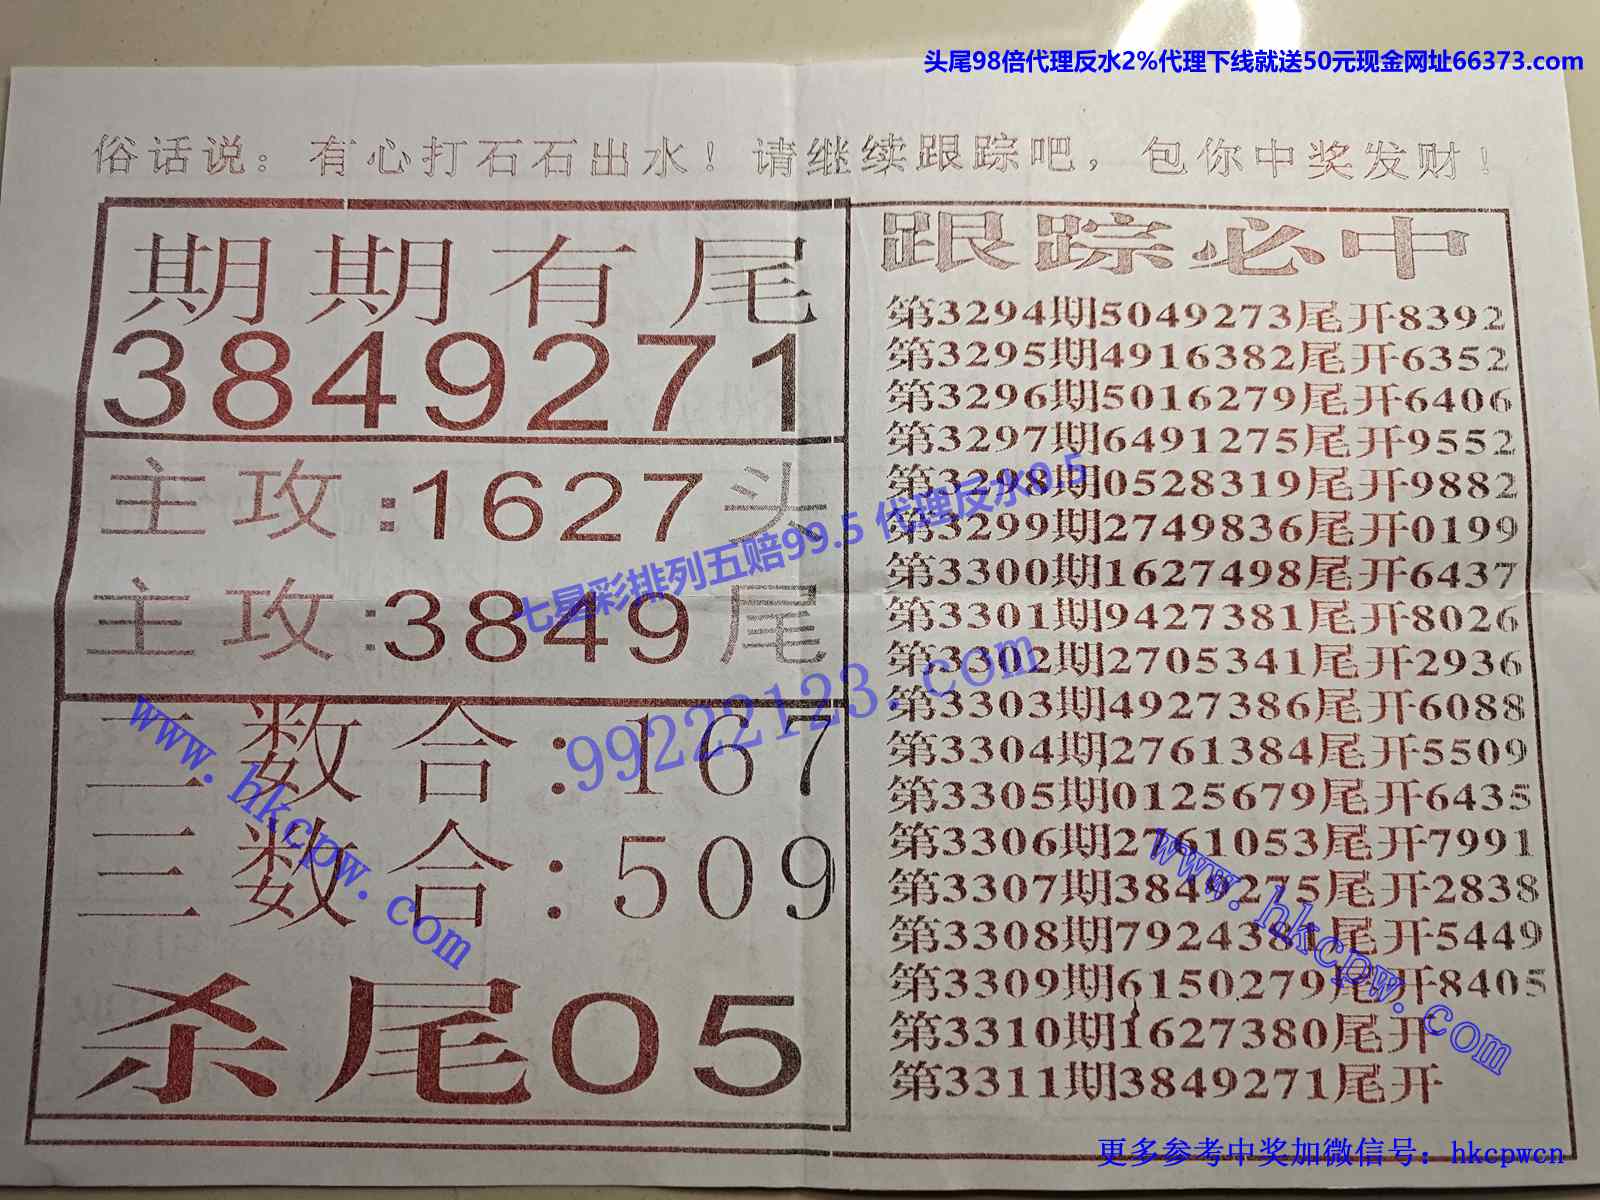 头尾98倍代理反水2%代理下线就送50元现金网址66373.com
俗话说：有心打石石出水！请继续跟踪吧，包你中奖发财！
期期有尾
3849271
主攻:1627头
主攻:3849尾
二数合:167
三数合:509
杀尾05
跟踪必中
第3294期5049273尾开8392
第3295期4916382尾开6352
第3296期5016279尾开6406
第3297期6491275尾开9552
第3298期0528319尾开9882
第3299期2749836尾开0199
第3300期1627498尾开6437
第3301期9427381尾开8026
第3302期2705341尾开2936
第3303期4927386尾开6088
第3304期2761384尾开5509
第3305期0125679尾开6435
第3306期2761053尾开7991
第3307期3849275尾开2838
第3308期7924381尾开5449
第3309期6150279尾开8405
第3310期1627380尾开
第3311期3849271尾开
七星彩排列五赔99.5 代理反水9.5
99222123.com
www.hkcpw.com
www.hkcpw.com
更多参考中奖加微信号：hkcpwcn